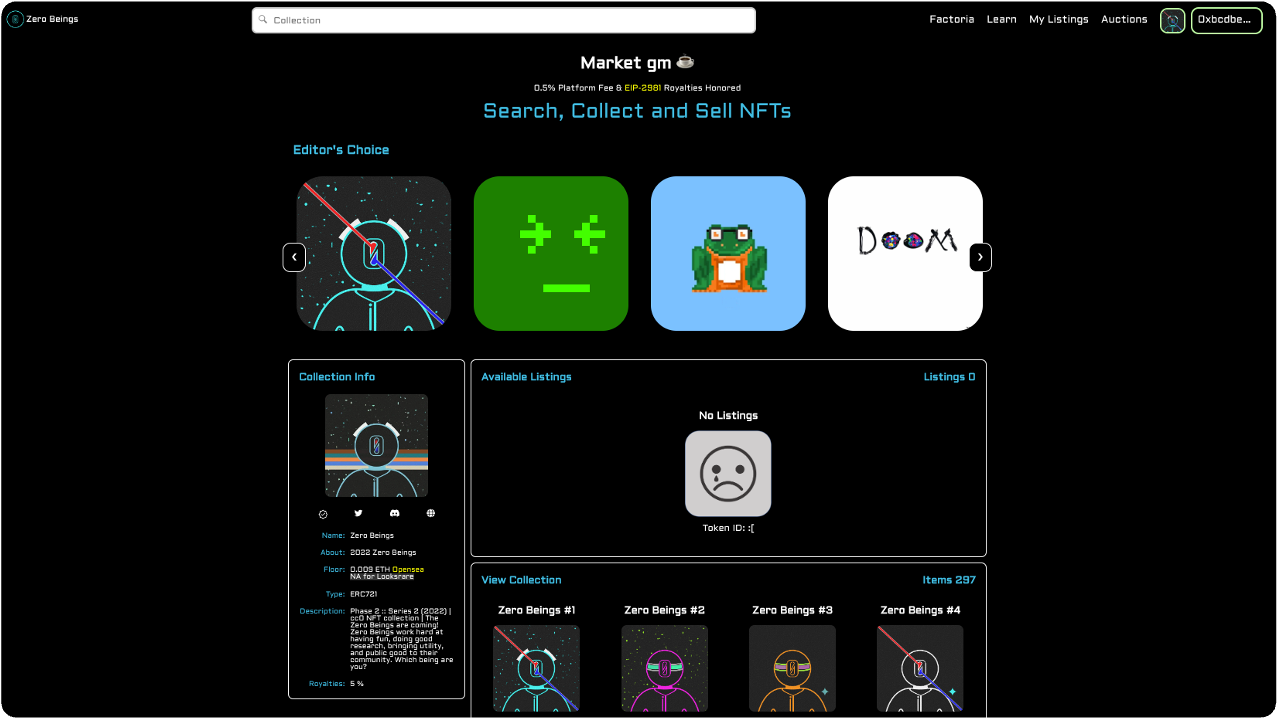 Zero Beings
Collection
Factoria Learn My Listings Auctions 0xbcdbe...
Market gm ☕
0.5% Platform Fee & EIP-2981 Royalties Honored
Search, Collect and Sell NFTs
Editor's Choice
DOOM
Collection Info
Name: Zero Beings
About: 2022 Zero Beings
Floor: 0.009 ETH Opensea
NA for Looksrare
Type: ERC721
Description: Phase 2 :: Series 2 (2022) |
cc0 NFT collection | The
Zero Beings are coming!
Zero Beings work hard at
having fun, doing good
research, bringing utility,
and public good to their
community. Which being are
you?
Royalties: 5 %
Available Listings Listings 0
No Listings
Token ID: :[
View Collection Items 297
Zero Beings #1 Zero Beings #2 Zero Beings #3 Zero Beings #4